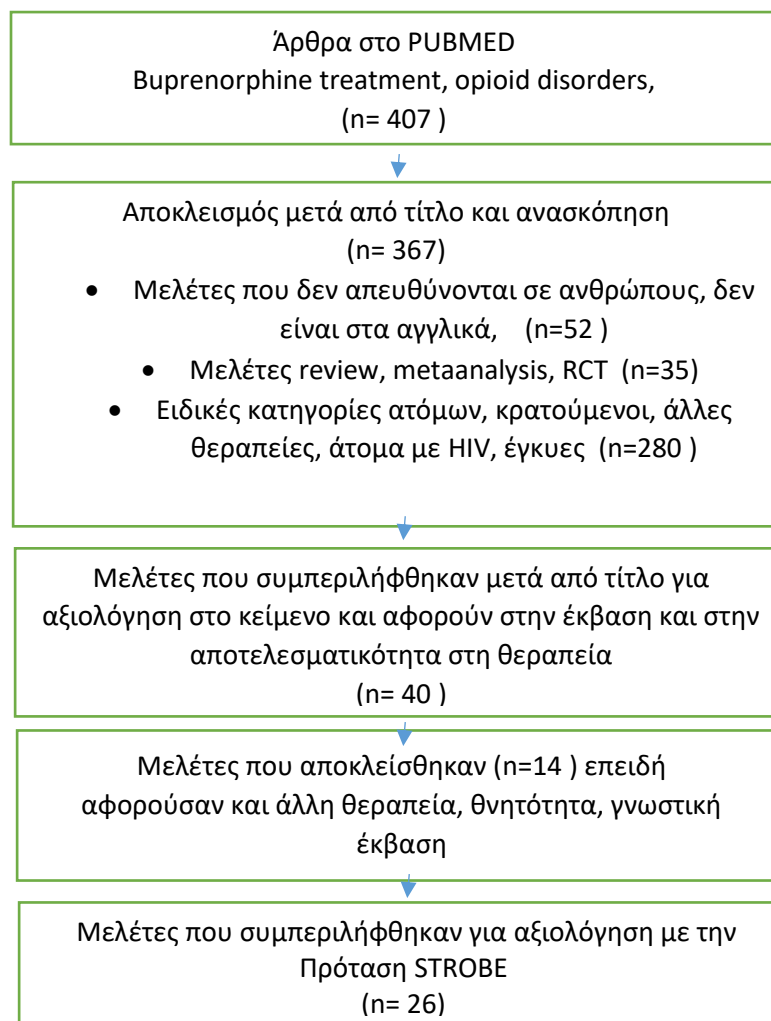 Άρθρα στο PUBMED
Buprenorphine treatment, opioid disorders,
(n= 407 )
Αποκλεισμός μετά από τίτλο και ανασκόπηση
(n= 367)
• Μελέτες που δεν απευθύνονται σε ανθρώπους, δεν
είναι στα αγγλικά, (n=52 )
• Μελέτες review, metaanalysis, RCT (n=35)
• Ειδικές κατηγορίες ατόμων, κρατούμενοι, άλλες
θεραπείες, άτομα με HIV, έγκυες (n=280 )
Μελέτες που συμπεριλήφθηκαν μετά από τίτλο για
αξιολόγηση στο κείμενο και αφορούν στην έκβαση και στην
αποτελεσματικότητα στη θεραπεία
(n= 40 )
Μελέτες που αποκλείσθηκαν (n=14 ) επειδή
αφορούσαν και άλλη θεραπεία, θνητότητα, γνωστική
έκβαση
Μελέτες που συμπεριλήφθηκαν για αξιολόγηση με την
Πρόταση STROBE
(n= 26)